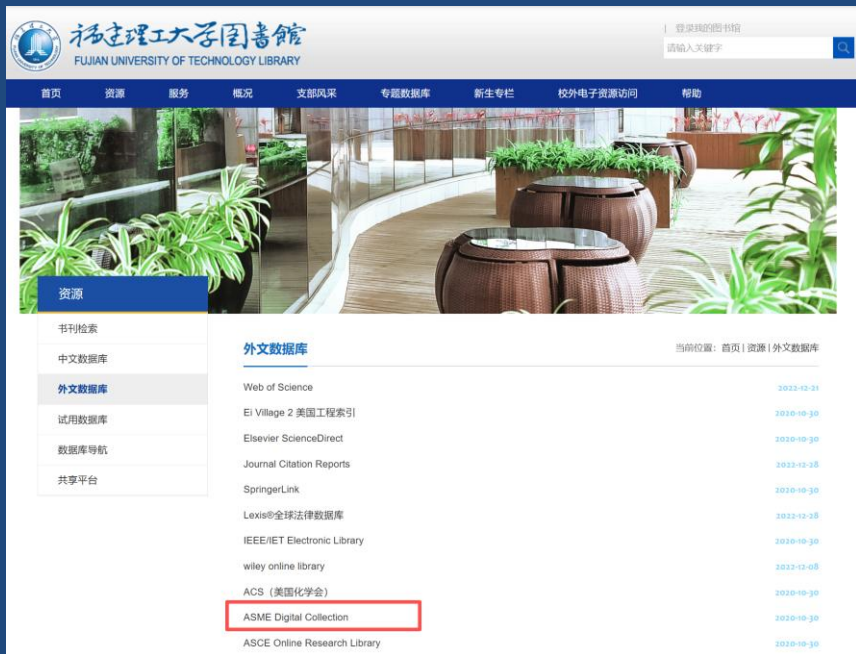 福建理工大学图书馆
FUJIAN UNIVERSITY OF TECHNOLOGY LIBRARY
| 登录我的图书馆
请输入关键字
首页 资源 服务 概况 支部风采 专题数据库 新生专栏 校外电子资源访问 帮助
资源
书刊检索
中文数据库
外文数据库
试用数据库
数据库导航
共享平台
外文数据库 当前位置: 首页 | 资源 | 外文数据库
Web of Science 2022-12-21
Ei Village 2 美国工程索引 2020-10-30
Elsevier ScienceDirect 2020-10-30
Journal Citation Reports 2022-12-28
SpringerLink 2020-10-30
Lexis®全球法律数据库 2022-12-28
IEEE/IET Electronic Library 2020-10-30
wiley online library 2022-12-08
ACS（美国化学会） 2020-10-30
ASME Digital Collection 2020-10-30
ASCE Online Research Library 2020-10-30